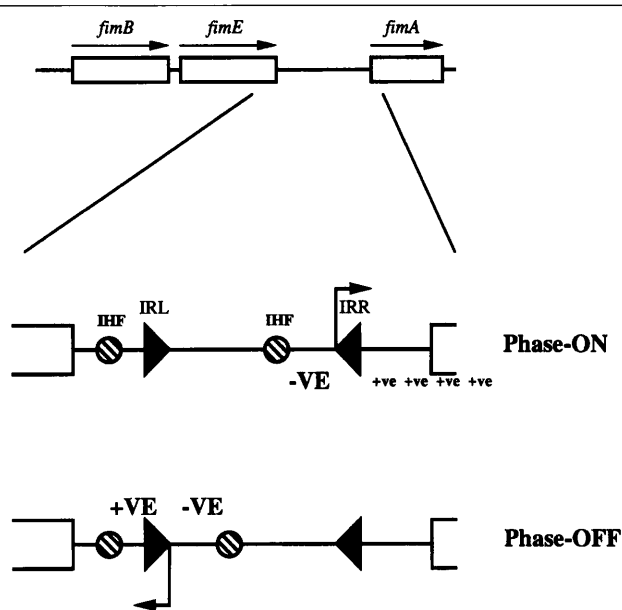 fimB fimE fimA
IHF IRL IHF IRR
Phase-ON
-VE +ve +ve +ve +ve
+VE -VE
Phase-OFF